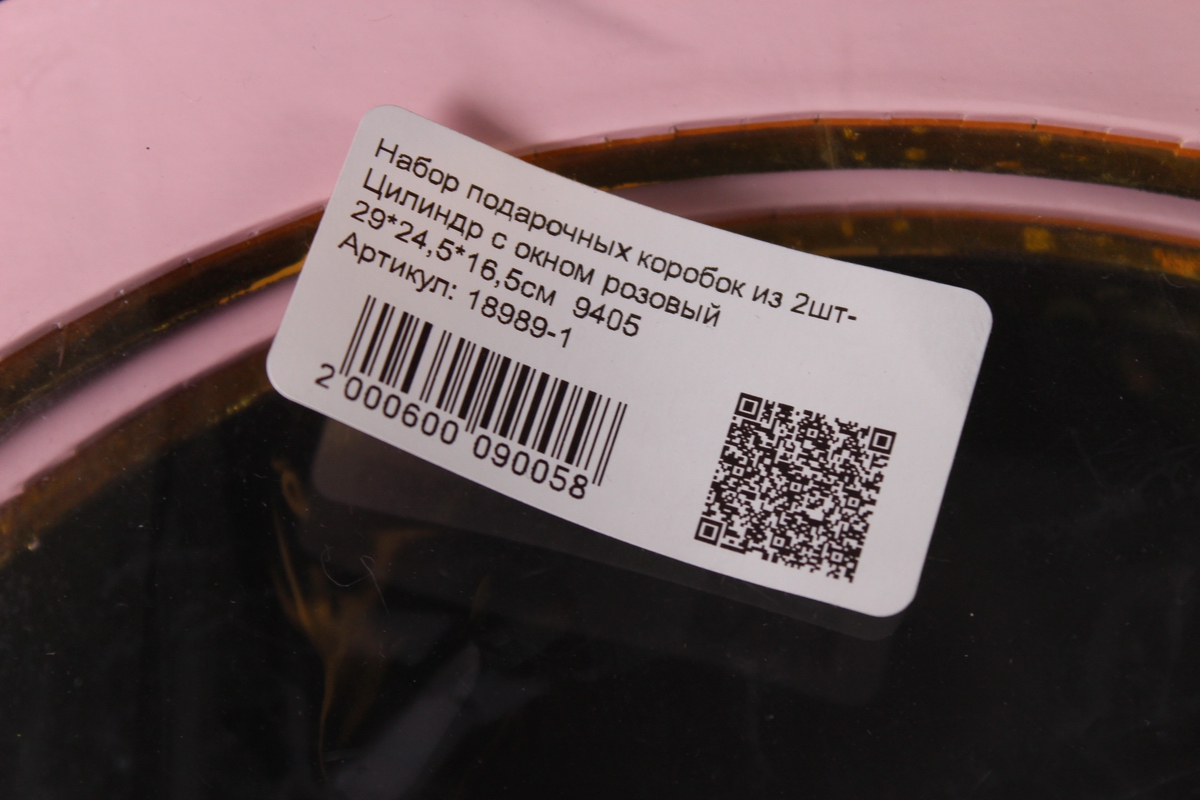 Набор подарочных коробок из 2шт-
Цилиндр с окном розовый
29*24,5*16,5см 9405
Артикул: 18989-1
2 000600 090058